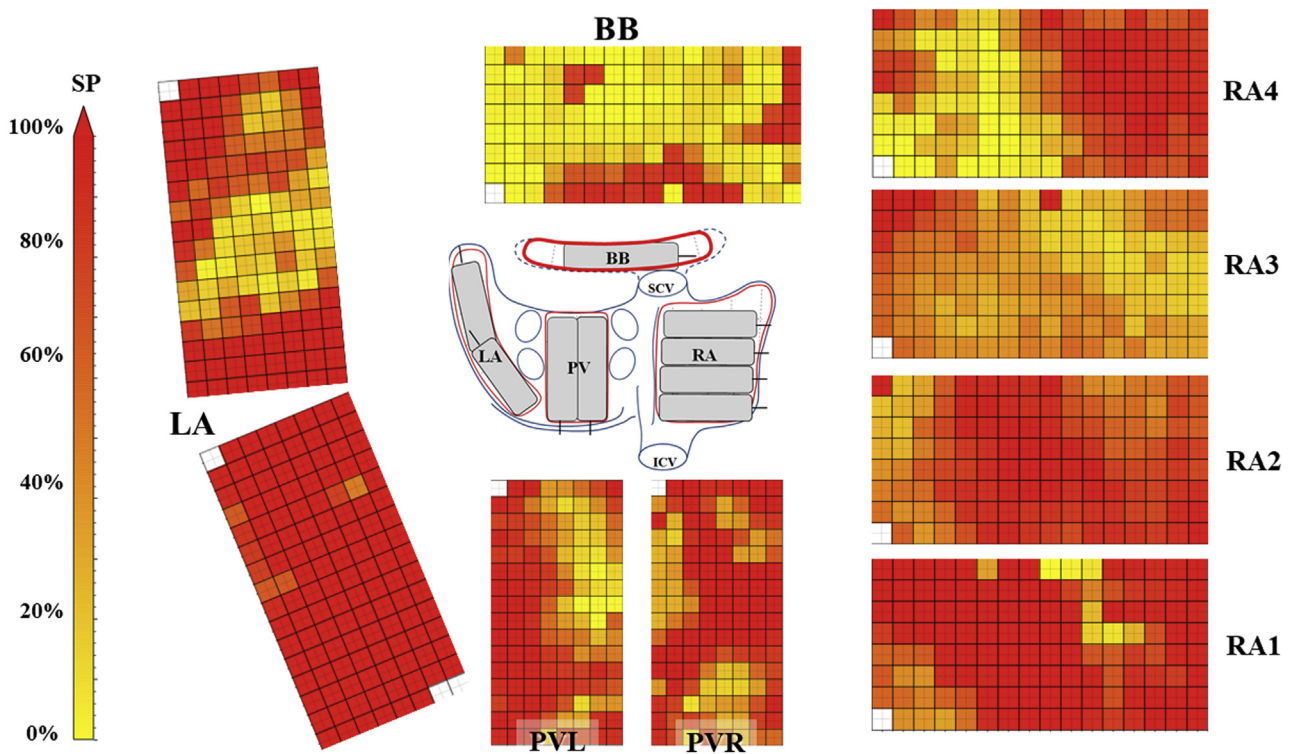 BB
SP
100%
80%
60%
40%
20%
0%
LA
BB
SCV
LA
PV
RA
ICV
PVL
PVR
RA4
RA3
RA2
RA1